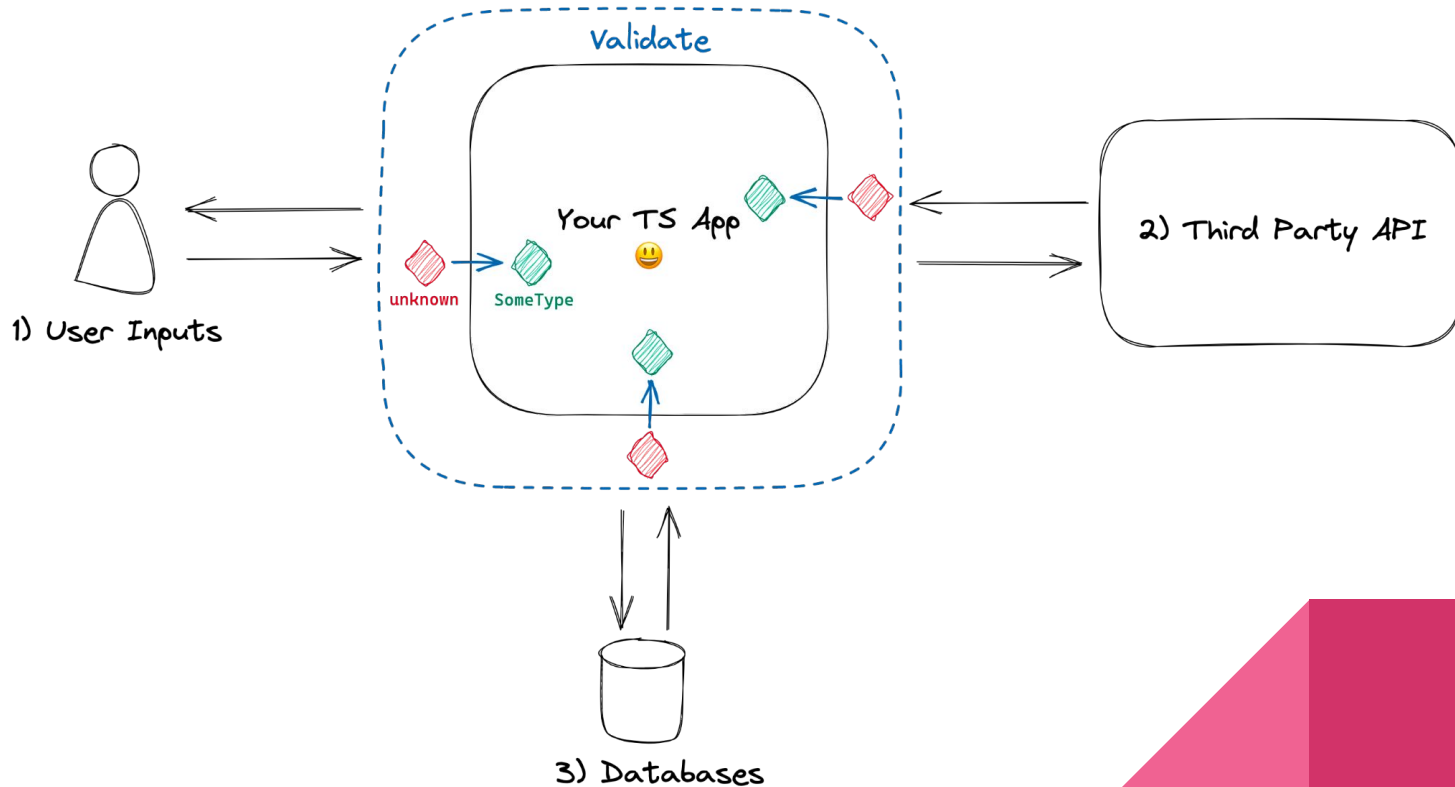 Validate
Your TS App
unknown
SomeType
1) User Inputs
2) Third Party API
3) Databases